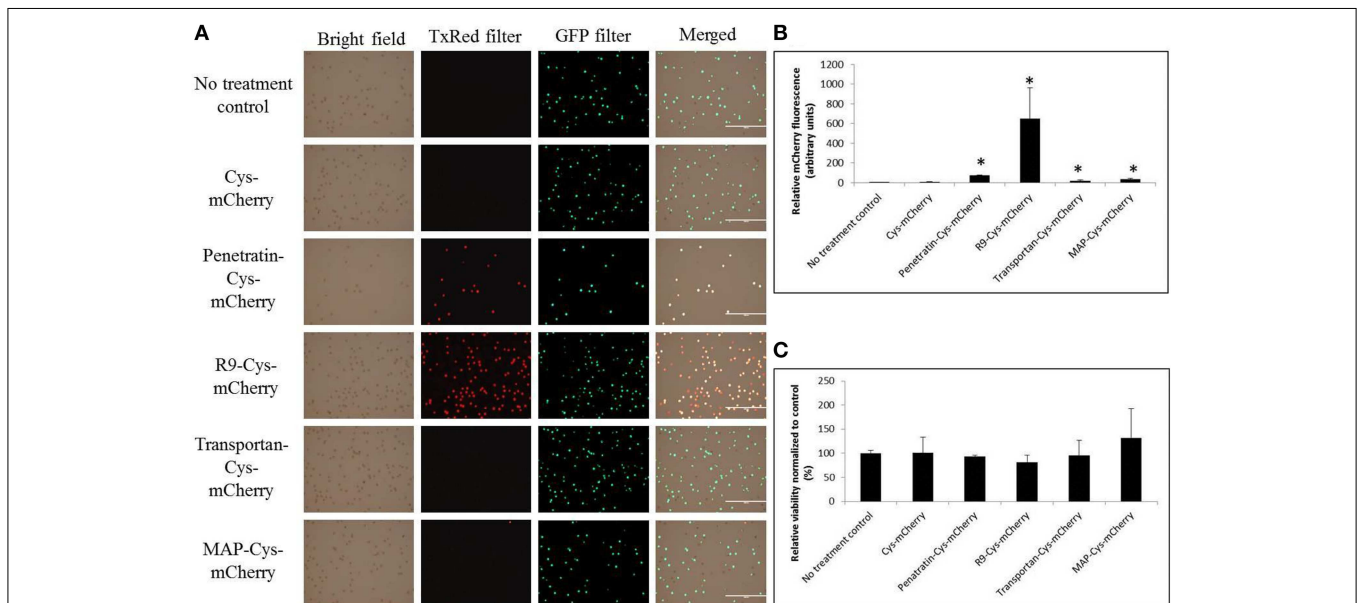 A
Bright field TxRed filter GFP filter Merged
No treatment
control
Cys-
mCherry
Penetratin-
Cys-
mCherry
R9-Cys-
mCherry
Transportan-
Cys-
mCherry
MAP-Cys-
mCherry
B
Relative mCherry fluorescence
(arbitrary units)
1200
1000
800
600
400
200
0
*
*
*
*
No treatment control
Cys-mCherry
Penetratin-Cys-mCherry
R9-Cys-mCherry
Transportan-Cys-mCherry
MAP-Cys-mCherry
C
Relative viability normalized to control
(%)
250
200
150
100
50
0
No treatment control
Cys-mCherry
Penatratin-Cys-mCherry
R9-Cys-mCherry
Transportan-Cys-mCherry
MAP-Cys-mCherry